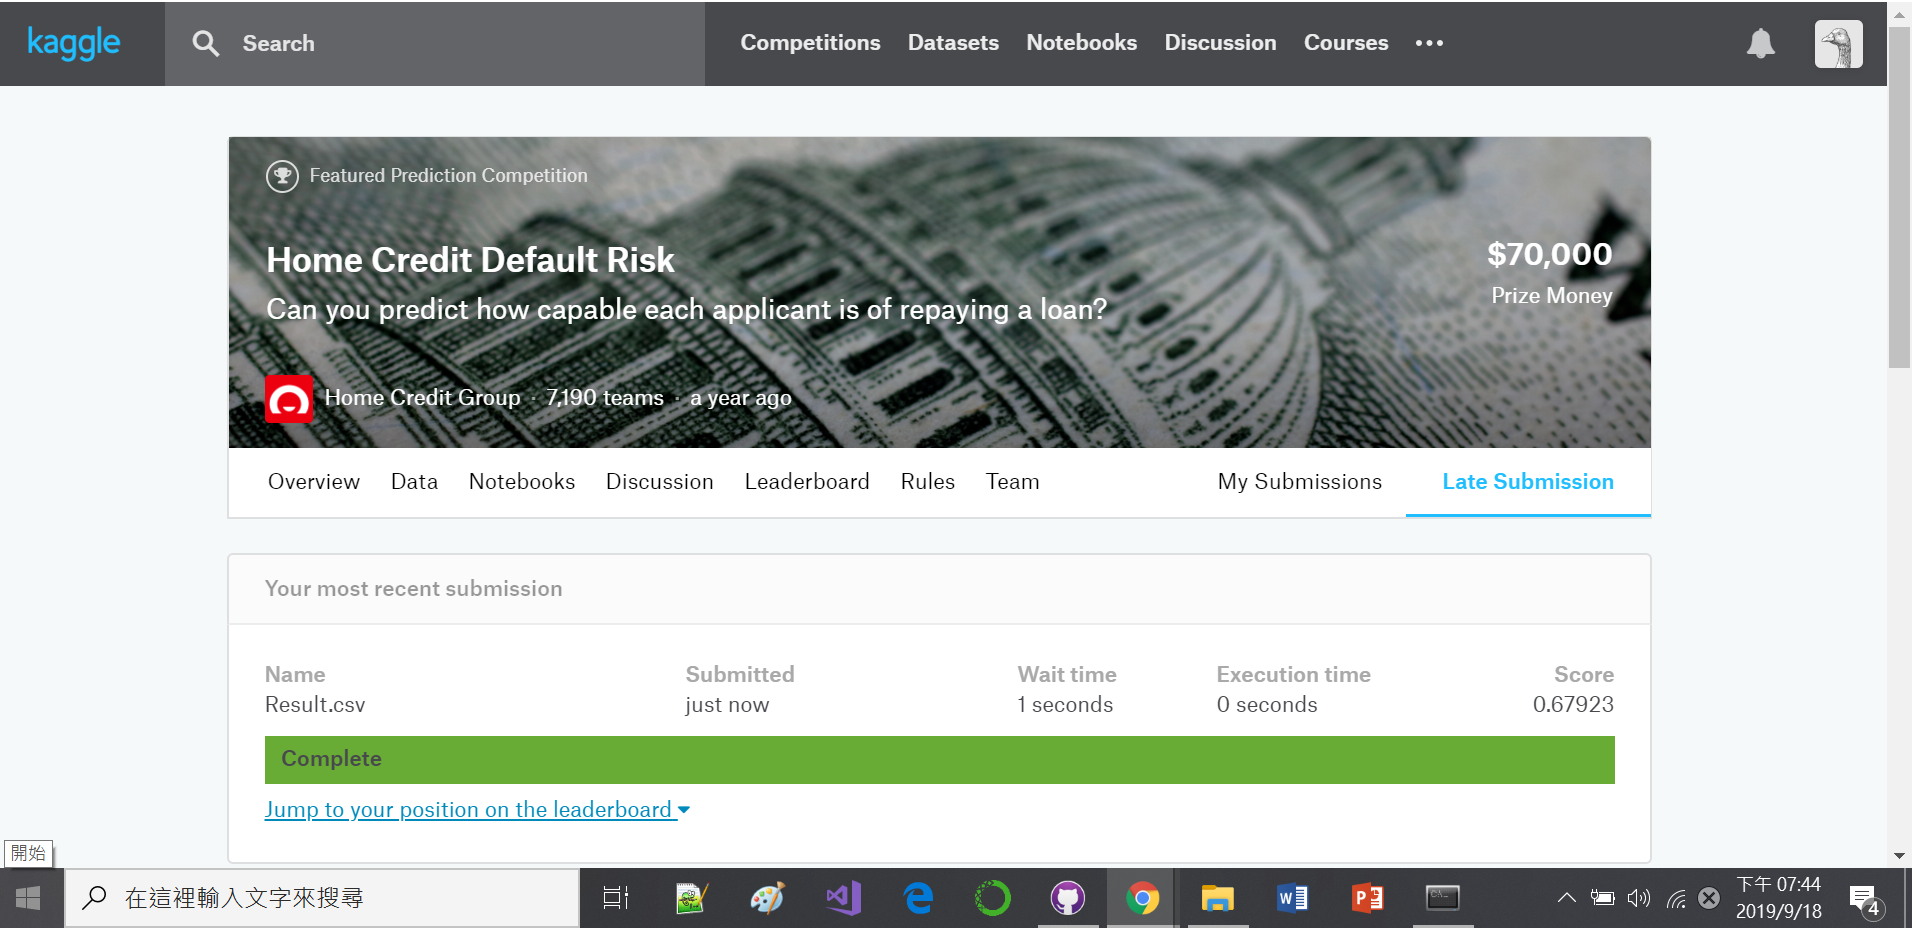 kaggle
Search
Competitions Datasets Notebooks Discussion Courses •••
Featured Prediction Competition
Home Credit Default Risk
Can you predict how capable each applicant is of repaying a loan?
$70,000
Prize Money
Home Credit Group · 7,190 teams · a year ago
Overview Data Notebooks Discussion Leaderboard Rules Team My Submissions Late Submission
Your most recent submission
Name Submitted Wait time Execution time Score
Result.csv just now 1 seconds 0 seconds 0.67923
Complete
Jump to your position on the leaderboard
開始
在這裡輸入文字來搜尋
下午 07:44
2019/9/18
4